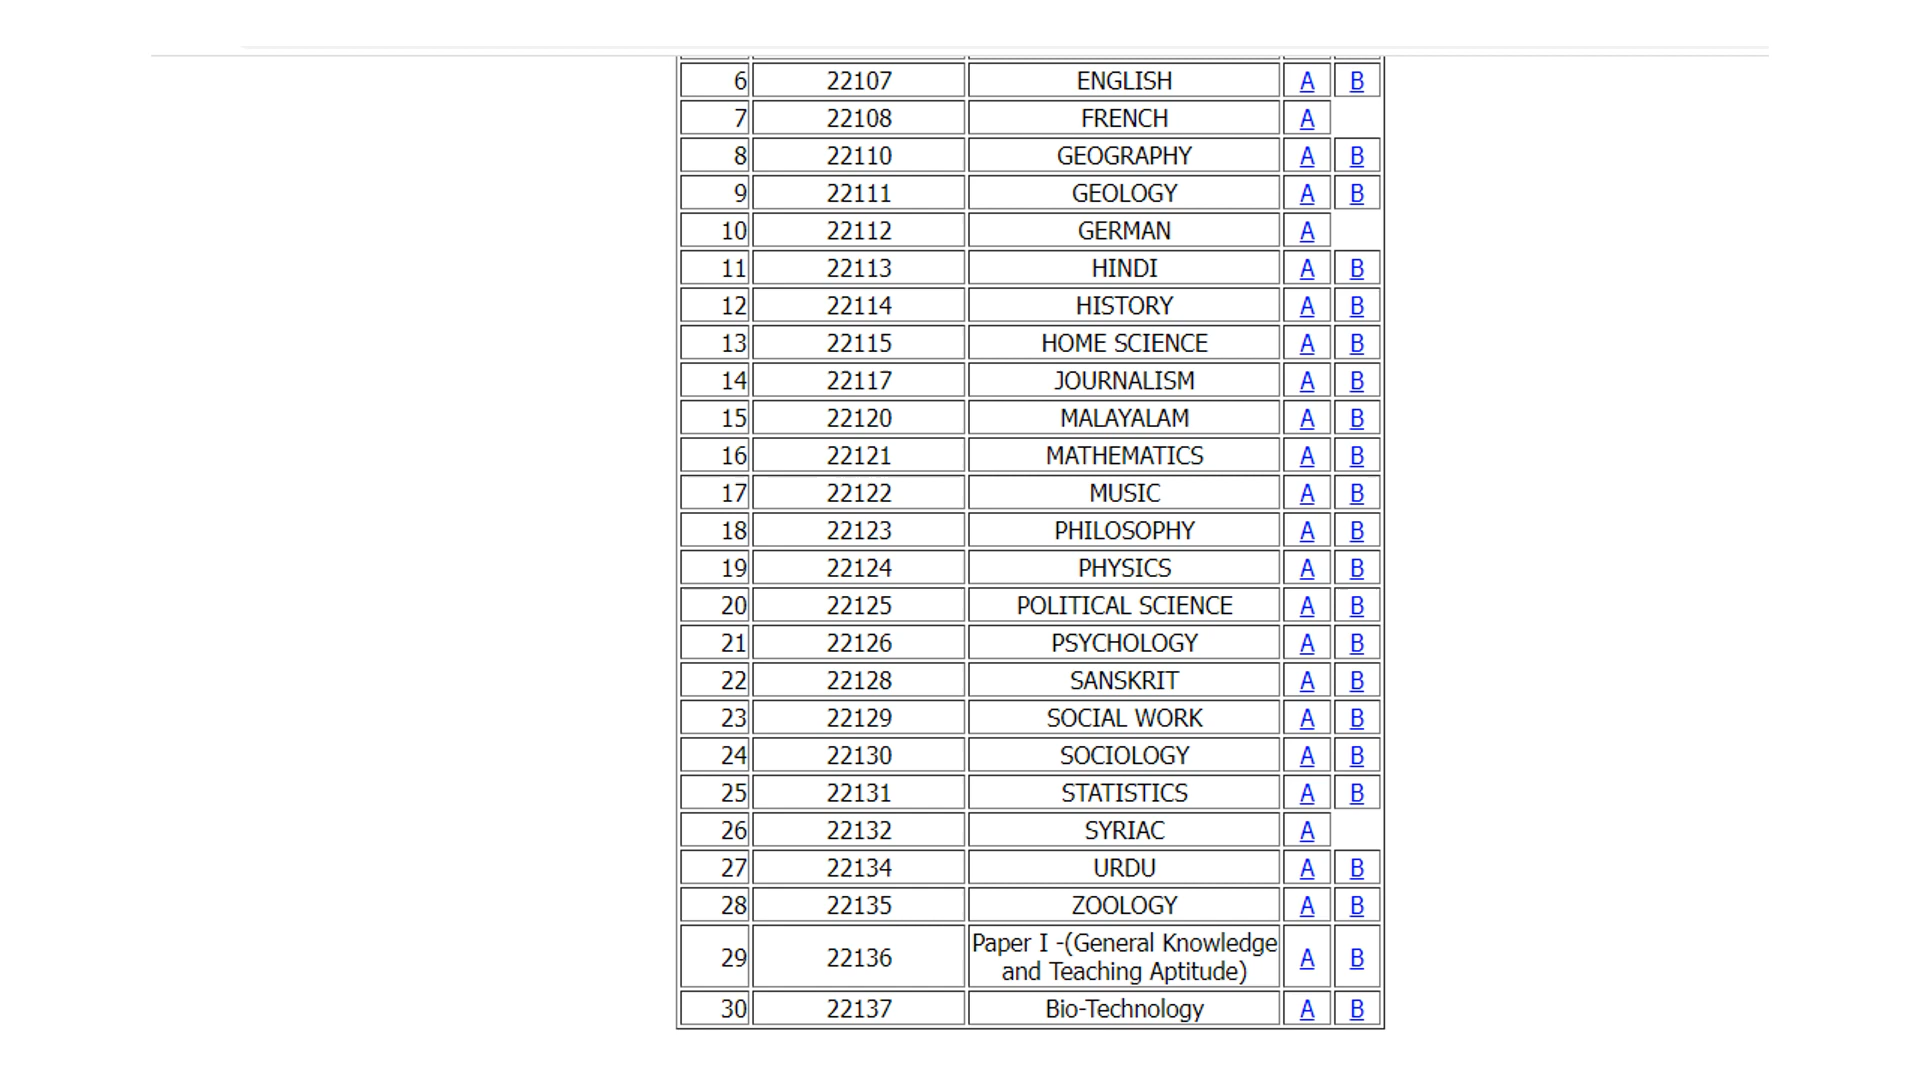 6 22107 ENGLISH A B
7 22108 FRENCH A
8 22110 GEOGRAPHY A B
9 22111 GEOLOGY A B
10 22112 GERMAN A
11 22113 HINDI A B
12 22114 HISTORY A B
13 22115 HOME SCIENCE A B
14 22117 JOURNALISM A B
15 22120 MALAYALAM A B
16 22121 MATHEMATICS A B
17 22122 MUSIC A B
18 22123 PHILOSOPHY A B
19 22124 PHYSICS A B
20 22125 POLITICAL SCIENCE A B
21 22126 PSYCHOLOGY A B
22 22128 SANSKRIT A B
23 22129 SOCIAL WORK A B
24 22130 SOCIOLOGY A B
25 22131 STATISTICS A B
26 22132 SYRIAC A
27 22134 URDU A B
28 22135 ZOOLOGY A B
29 22136 Paper I -(General Knowledge
and Teaching Aptitude) A B
30 22137 Bio-Technology A B